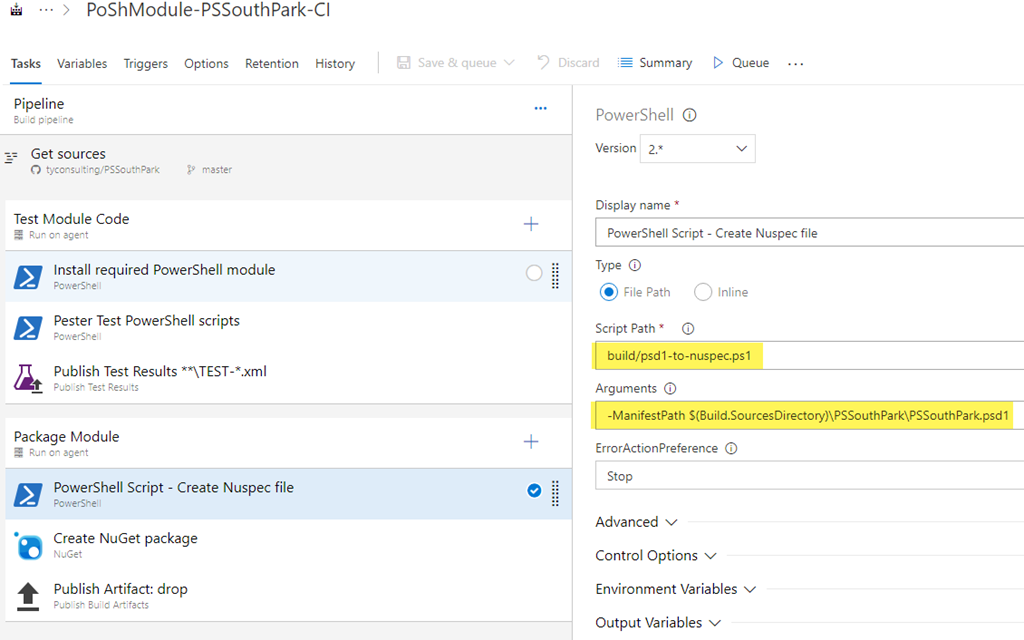 PoShModule-PSSouthPark-CI
Tasks Variables Triggers Options Retention History Save & queue Discard Summary Queue ...
Pipeline
Build pipeline
Get sources
tyconsulting/PSSouthPark master
Test Module Code
Run on agent
Install required PowerShell module
PowerShell
Pester Test PowerShell scripts
PowerShell
Publish Test Results **\TEST-*.xml
Publish Test Results
Package Module
Run on agent
PowerShell Script - Create Nuspec file
PowerShell
Create NuGet package
NuGet
Publish Artifact: drop
Publish Build Artifacts
PowerShell
Version 2.*
Display name *
PowerShell Script - Create Nuspec file
Type
File Path Inline
Script Path *
build/psd1-to-nuspec.ps1
Arguments
-ManifestPath $(Build.SourcesDirectory)\PSSouthPark\PSSouthPark.psd1
ErrorActionPreference
Stop
Advanced
Control Options
Environment Variables
Output Variables